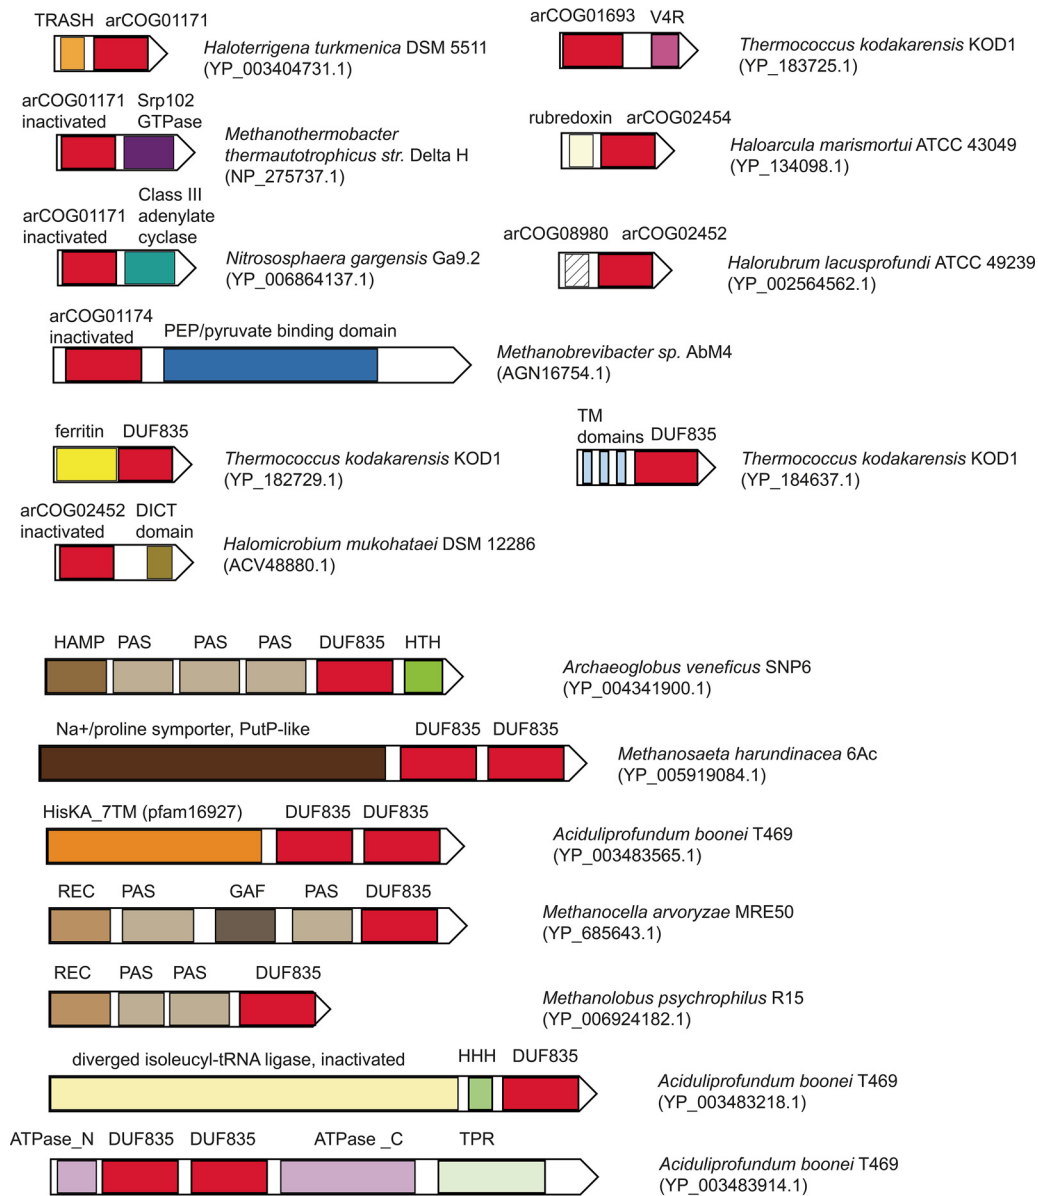 TRASH arCOG01171
Haloterrigena turkmenica DSM 5511
(YP_003404731.1)
arCOG01693 V4R
Thermococcus kodakarensis KOD1
(YP_183725.1)
arCOG01171 Srp102
inactivated GTPase
Methanothermobacter
thermautotrophicus str. Delta H
(NP_275737.1)
rubredoxin arCOG02454
Haloarcula marismortui ATCC 43049
(YP_134098.1)
Class III
arCOG01171 adenylate
inactivated cyclase
Nitrososphaera gargensis Ga9.2
(YP_006864137.1)
arCOG08980 arCOG02452
Halorubrum lacusprofundi ATCC 49239
(YP_002564562.1)
arCOG01174
inactivated PEP/pyruvate binding domain
Methanobrevibacter sp. AbM4
(AGN16754.1)
ferritin DUF835
Thermococcus kodakarensis KOD1
(YP_182729.1)
TM
domains DUF835
Thermococcus kodakarensis KOD1
(YP_184637.1)
arCOG02452 DICT
inactivated domain
Halomicrobium mukohataei DSM 12286
(ACV48880.1)
HAMP PAS PAS PAS DUF835 HTH
Archaeoglobus veneficus SNP6
(YP_004341900.1)
Na+/proline symporter, PutP-like DUF835 DUF835
Methanosaeta harundinacea 6Ac
(YP_005919084.1)
HisKA_7TM (pfam16927) DUF835 DUF835
Aciduliprofundum boonei T469
(YP_003483565.1)
REC PAS GAF PAS DUF835
Methanocella arvoryzae MRE50
(YP_685643.1)
REC PAS PAS DUF835
Methanolobus psychrophilus R15
(YP_006924182.1)
diverged isoleucyl-tRNA ligase, inactivated HHH DUF835
Aciduliprofundum boonei T469
(YP_003483218.1)
ATPase_N DUF835 DUF835 ATPase _C TPR
Aciduliprofundum boonei T469
(YP_003483914.1)